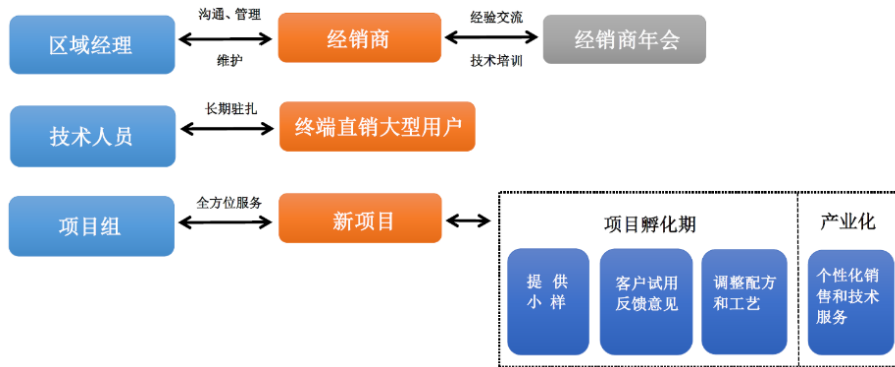 沟通、管理
经验交流
区域经理
经销商
经销商年会
维护
技术培训
长期驻扎
技术人员
终端直销大型用户
全方位服务
项目组
新项目
项目孵化期
产业化
提 供
小 样
客户试用
反馈意见
调整配方
和工艺
个性化销
售和技术
服务